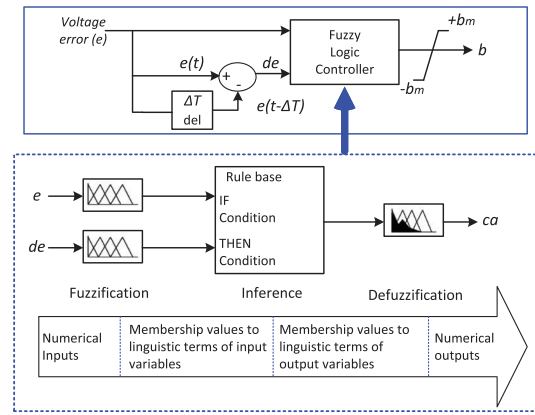 Voltage
error (e)
e(t)
+
-
de
ΔT
del
e(t-ΔT)
Fuzzy
Logic
Controller
+bm
-bm
b
e
de
Rule base
IF
Condition
THEN
Condition
ca
Fuzzification
Inference
Defuzzification
Numerical
Inputs
Membership values to
linguistic terms of input
variables
Membership values to
linguistic terms of
output variables
Numerical
outputs